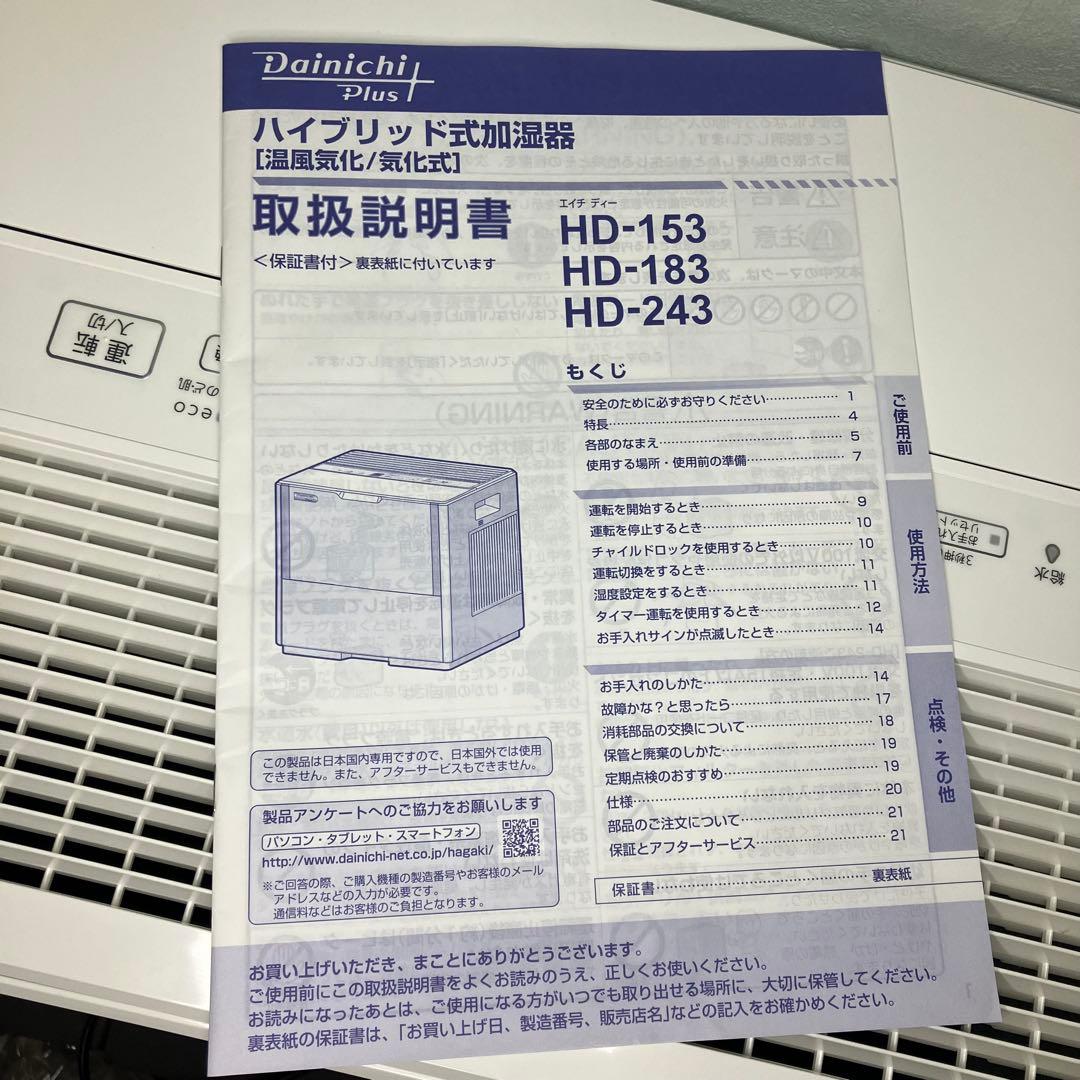 Dainichi
Plus
ハイブリッド式加湿器
[温風気化/気化式]
取扱説明書
<保証書付>裏表紙に付いています
エイチ ディー
HD-153
HD-183
HD-243
もくじ
安全のために必ずお守りください………………… 1
特長………………………………………………… 4
各部のなまえ……………………………………… 5
使用する場所・使用前の準備…………………… 7
ご使用前
運転を開始するとき……………………………… 9
運転を停止するとき……………………………… 10
チャイルドロックを使用するとき……………… 10
運転切換をするとき……………………………… 11
湿度設定をするとき……………………………… 11
タイマー運転を使用するとき…………………… 12
お手入れサインが点滅したとき………………… 14
使用方法
お手入れのしかた………………………………… 14
故障かな?と思ったら…………………………… 17
消耗部品の交換について………………………… 18
保管と廃棄のしかた……………………………… 19
定期点検のおすすめ……………………………… 19
仕様………………………………………………… 20
部品のご注文について…………………………… 21
保証とアフターサービス………………………… 21
点検・その他
保証書……………………………………… 裏表紙
この製品は日本国内専用ですので、日本国外では使用
できません。また、アフターサービスもできません。
製品アンケートへのご協力をお願いします
パソコン・タブレット・スマートフォン
http://www.dainichi-net.co.jp/hagaki/
※ご回答の際、ご購入機種の製造番号やお客様のメール
アドレスなどの入力が必要です。
通信料などはお客様のご負担となります。
お買い上げいただき、まことにありがとうございます。
ご使用前にこの取扱説明書をよくお読みのうえ、正しくお使いください。
お読みになったあとは、ご使用になる方がいつでも取り出せる場所に、大切に保管してください。
裏表紙の保証書は、「お買い上げ日、製造番号、販売店名」などの記入をお確かめください。
運転
入/切
のど・肌
eco
給水
3秒押し
お手入れ
リセット